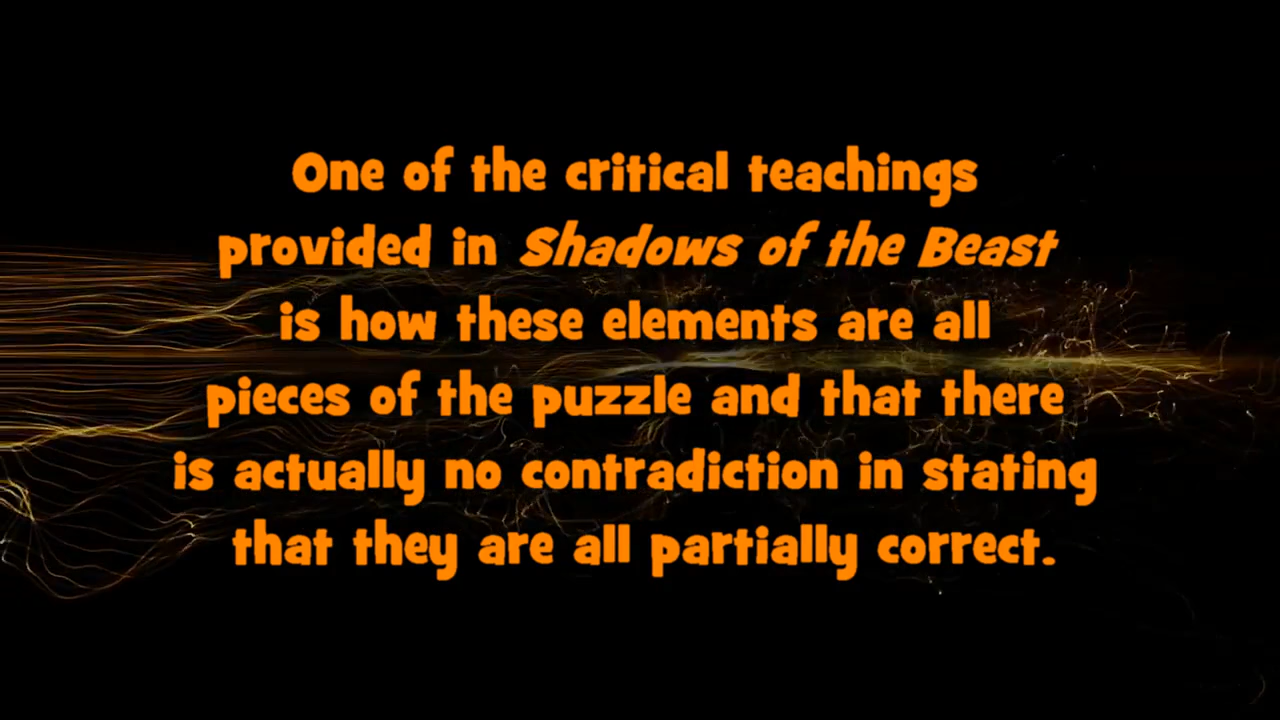 One of the critical teachings
provided in Shadows of the Beast
is how these elements are all
pieces of the puzzle and that there
is actually no contradiction in stating
that they are all partially correct.